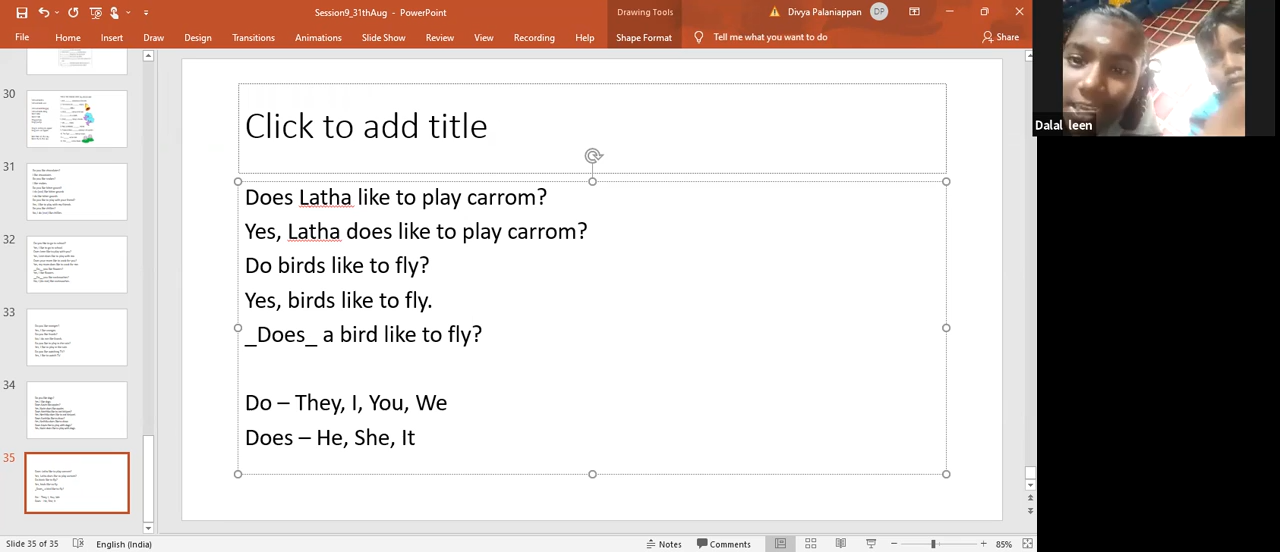 Session9_31thAug - PowerPoint
Drawing Tools
Divya Palaniappan
DP
File Home Insert Draw Design Transitions Animations Slide Show Review View Recording Help Shape Format Tell me what you want to do Share
30
31
32
33
34
35
Click to add title
Does Latha like to play carrom?
Yes, Latha does like to play carrom?
Do birds like to fly?
Yes, birds like to fly.
_Does_ a bird like to fly?
Do – They, I, You, We
Does – He, She, It
Dalal leen
Slide 35 of 35 English (India) Notes Comments 85%